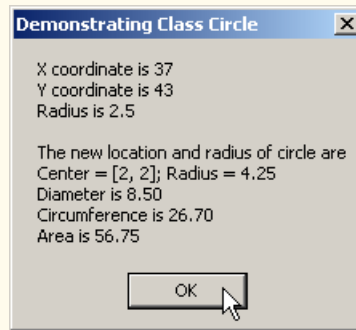 Demonstrating Class Circle
X coordinate is 37
Y coordinate is 43
Radius is 2.5
The new location and radius of circle are
Center = [2, 2]; Radius = 4.25
Diameter is 8.50
Circumference is 26.70
Area is 56.75
OK